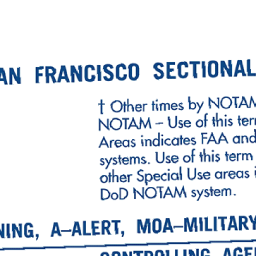 AN FRANCISCO SECTIONAL
† Other times by NOTAM
NOTAM – Use of this ter
Areas indicates FAA and
systems. Use of this term
other Special Use areas i
DoD NOTAM system.
NING, A–ALERT, MOA–MILITARY
CONTROLLING AGE